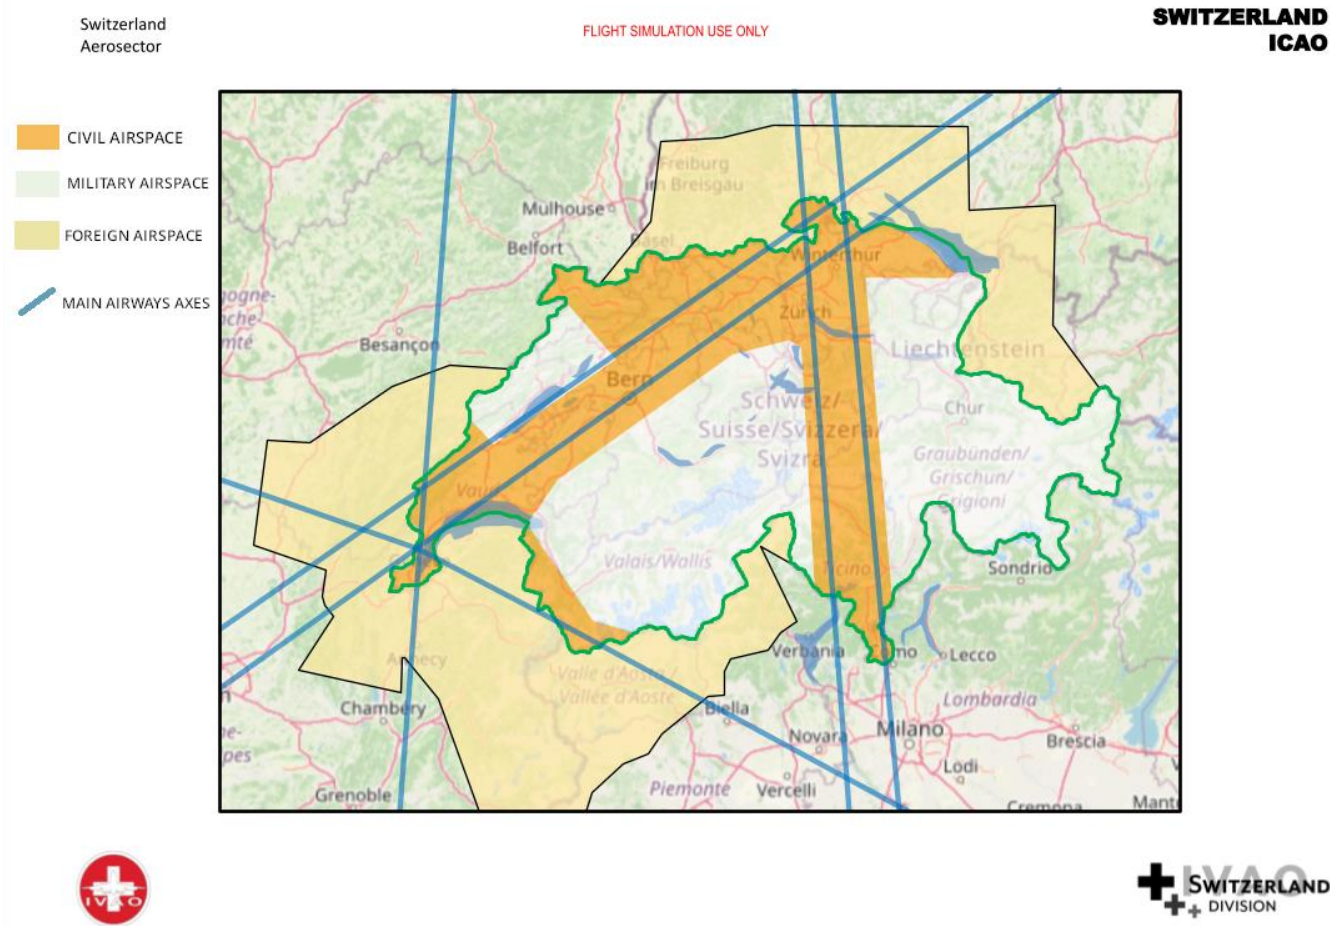 Switzerland
Aerosector
FLIGHT SIMULATION USE ONLY
SWITZERLAND
ICAO
CIVIL AIRSPACE
MILITARY AIRSPACE
FOREIGN AIRSPACE
MAIN AIRWAYS AXES
Freiburg
im Breisgau
Mulhouse
Basel
Belfort
Winterthur
Zürich
Besançon
Liechtenstein
Bern
Schweiz/
Suisse/Svizzera/
Svizra
Chur
Graubünden/
Grischun/
Grigioni
Vaud
Valais/Wallis
Ticino
Sondrio
Annecy
Verbania
Como
Lecco
Valle d'Aosta /
Vallée d'Aoste
Chambéry
Biella
Lombardia
Novara
Milano
Brescia
Lodi
Grenoble
Piemonte
Vercelli
Cremona
IVAO
IVAO
SWITZERLAND
DIVISION